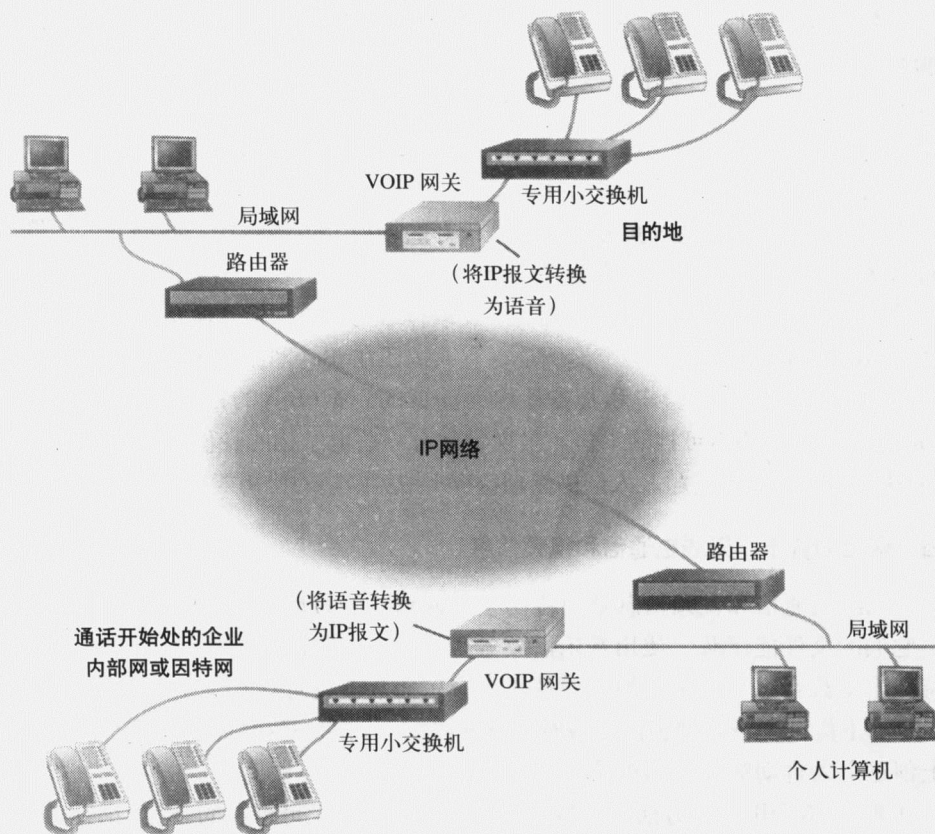 VOIP 网关
专用小交换机
局域网
目的地
路由器
（将IP报文转换
为语音）
IP网络
路由器
（将语音转换
为IP报文）
通话开始处的企业
内部网或因特网
局域网
VOIP 网关
专用小交换机
个人计算机